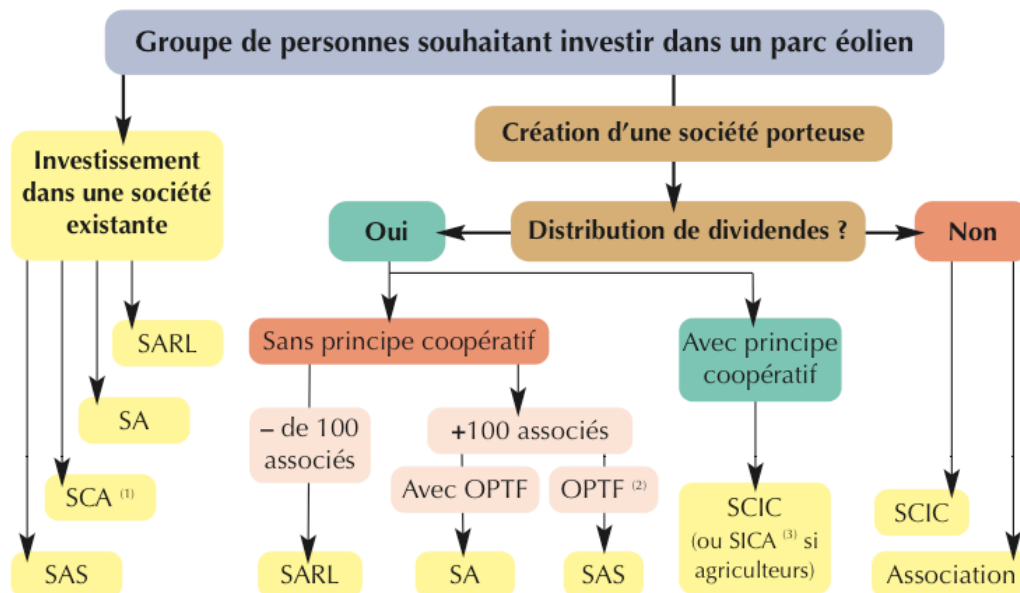 Groupe de personnes souhaitant investir dans un parc éolien
Création d'une société porteuse
Investissement
dans une société
existante
Oui
Distribution de dividendes ?
Non
SARL
Sans principe coopératif
Avec principe
coopératif
SA
– de 100
associés
+100 associés
SCA (1)
Avec OPTF
OPTF (2)
SCIC
(ou SICA (3) si
agriculteurs)
SCIC
SAS
SARL
SA
SAS
Association